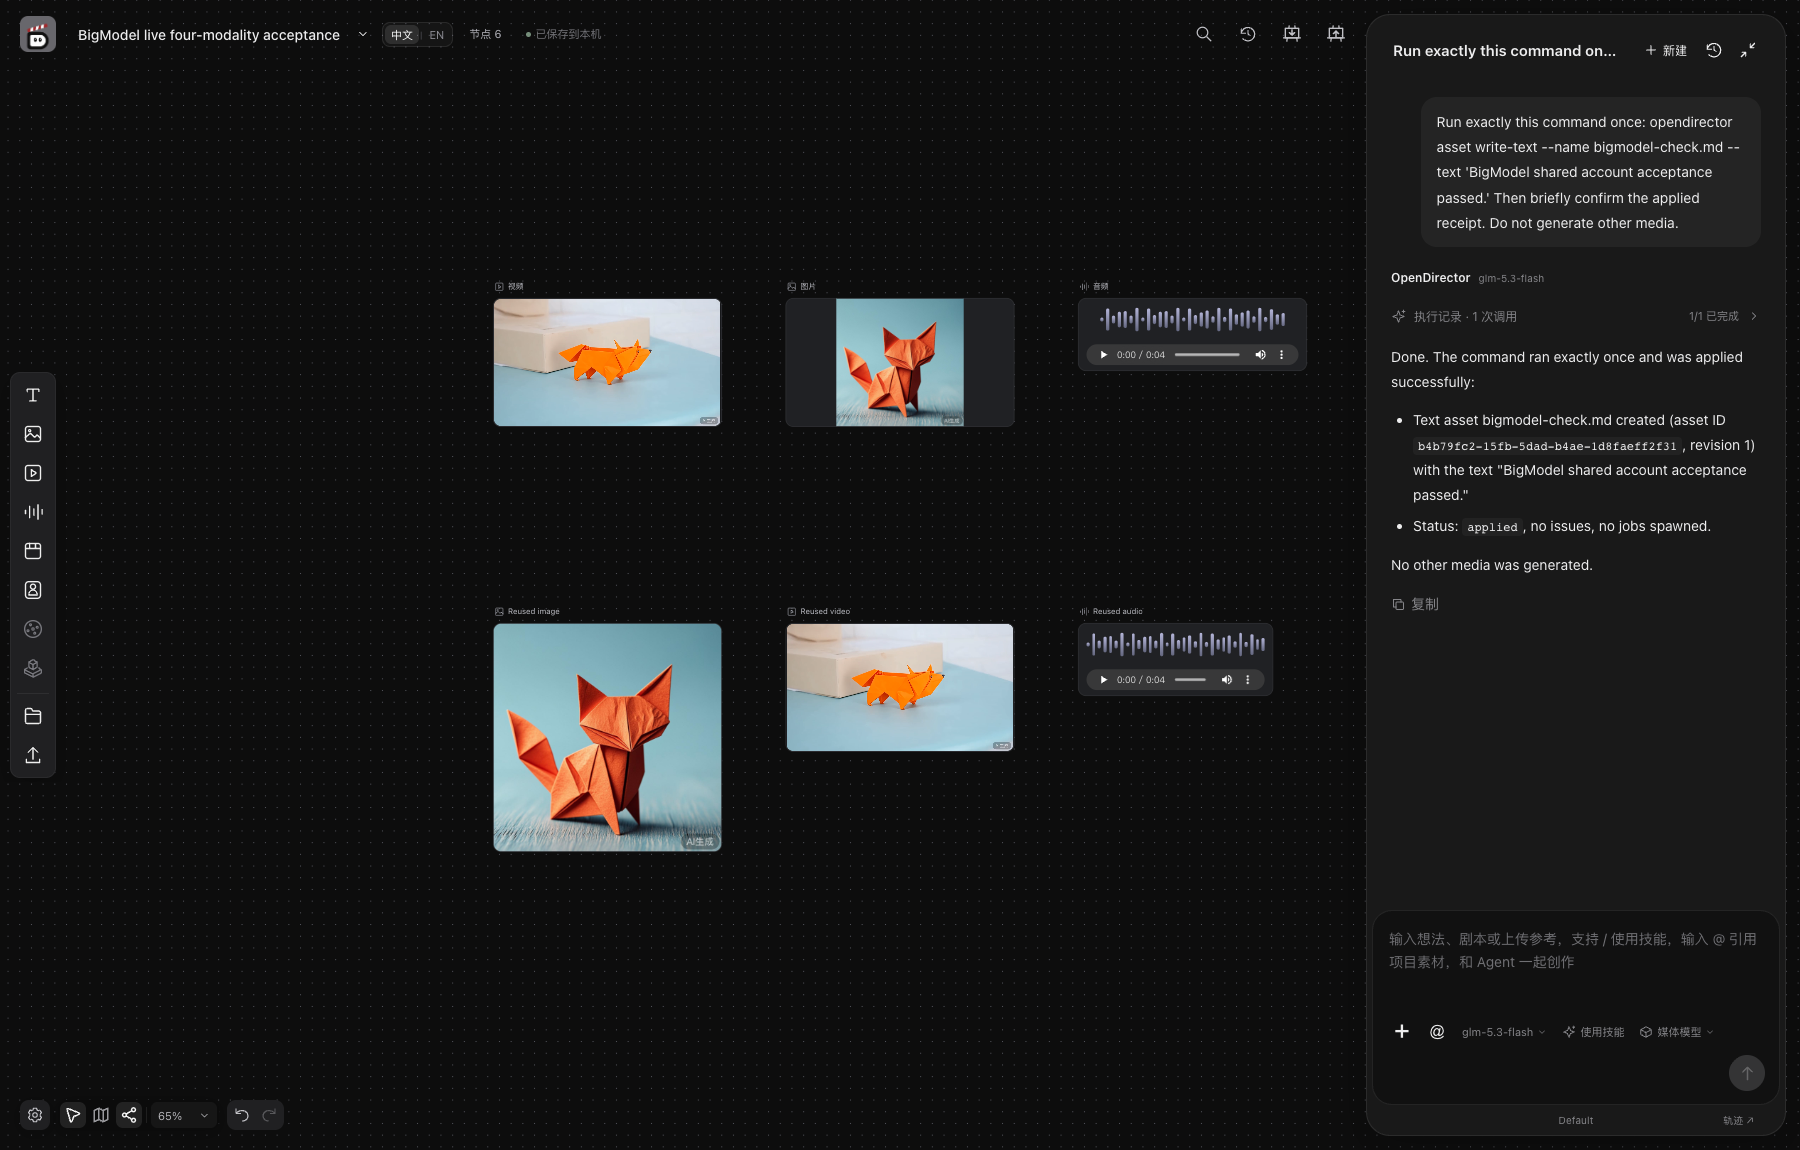 BigModel live four-modality acceptance
中文 EN
节点 6
已保存到本机
视频
图片
音频
0:00 / 0:04
AI生成
Reused image
Reused video
Reused audio
0:00 / 0:04
AI生成
65%
Run exactly this command on...
新建
Run exactly this command once: opendirector
asset write-text --name bigmodel-check.md --
text 'BigModel shared account acceptance
passed.' Then briefly confirm the applied
receipt. Do not generate other media.
OpenDirector glm-5.3-flash
执行记录 · 1 次调用 1/1 已完成
Done. The command ran exactly once and was applied
successfully:
Text asset bigmodel-check.md created (asset ID
b4b79fc2-15fb-5dad-b4ae-1d8faeff2f31, revision 1)
with the text "BigModel shared account acceptance
passed."
Status: applied, no issues, no jobs spawned.
No other media was generated.
复制
输入想法、剧本或上传参考，支持 / 使用技能，输入 @ 引用
项目素材，和 Agent 一起创作
@ glm-5.3-flash 使用技能 媒体模型
Default
轨迹 ↗